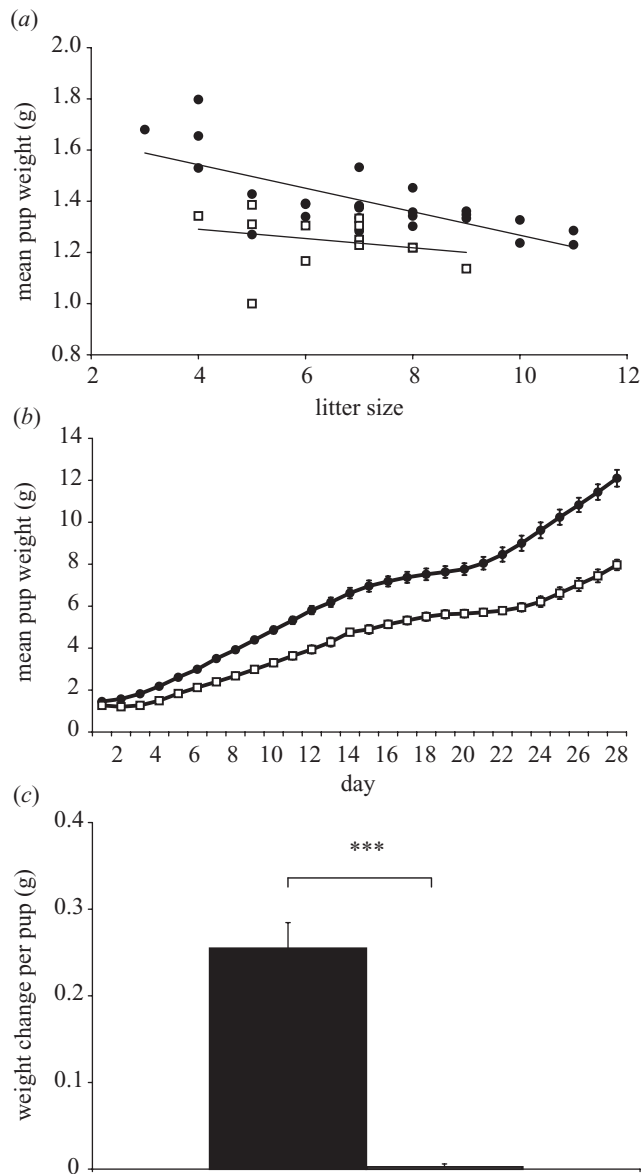 (a)
2.0
1.8
1.6
1.4
1.2
1.0
0.8
mean pup weight (g)
2 4 6 8 10 12
litter size
(b)
14
12
10
8
6
4
2
0
mean pup weight (g)
2 4 6 8 10 12 14 16 18 20 22 24 26 28
day
(c)
0.4
0.3
0.2
0.1
0
weight change per pup (g)
***